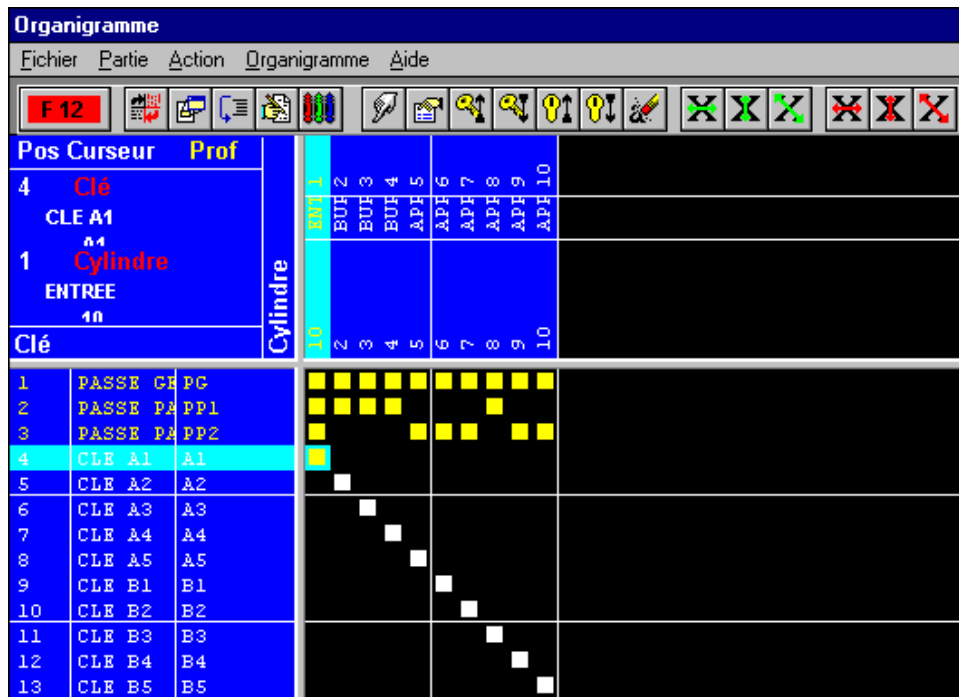 Organigramme
Fichier Partie Action Organigramme Aide
F 12
Pos Curseur Prof
4 Clé
CLE A1
A1
1 Cylindre
ENTREE
10
Clé
Cylindre
ENT 1
BUR 2
BUR 3
BUR 4
APP 5
APP 6
APP 7
APP 8
APP 9
APP 10
10 2 3 4 5 6 7 8 9 10
1 PASSE GE PG
2 PASSE PA PP1
3 PASSE PA PP2
4 CLE A1 A1
5 CLE A2 A2
6 CLE A3 A3
7 CLE A4 A4
8 CLE A5 A5
9 CLE B1 B1
10 CLE B2 B2
11 CLE B3 B3
12 CLE B4 B4
13 CLE B5 B5